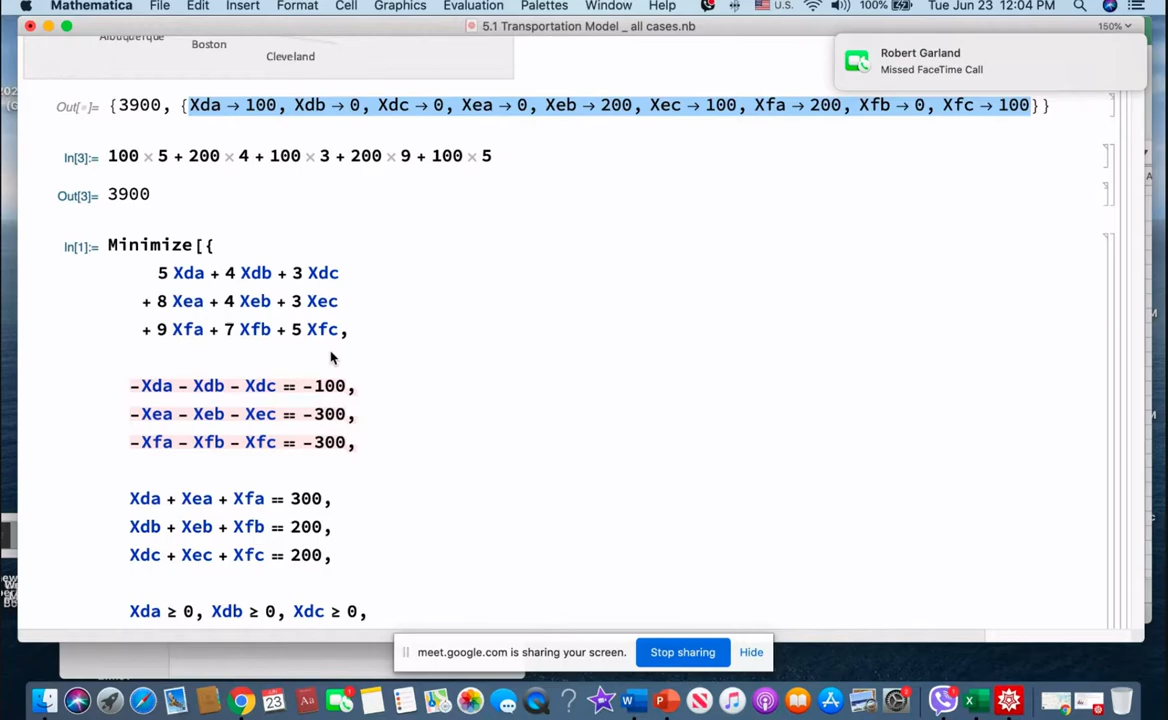 Mathematica File Edit Insert Format Cell Graphics Evaluation Palettes Window Help U.S. 100% Tue Jun 23 12:04 PM
5.1 Transportation Model _ all cases.nb 150%
Robert Garland
Missed FaceTime Call
Albuquerque
Boston
Cleveland
Out[•]= {3900, {Xda → 100, Xdb → 0, Xdc → 0, Xea → 0, Xeb → 200, Xec → 100, Xfa → 200, Xfb → 0, Xfc → 100}}
In[3]:= 100 × 5 + 200 × 4 + 100 × 3 + 200 × 9 + 100 × 5
Out[3]= 3900
In[1]:= Minimize[{
5 Xda + 4 Xdb + 3 Xdc
+ 8 Xea + 4 Xeb + 3 Xec
+ 9 Xfa + 7 Xfb + 5 Xfc,
-Xda - Xdb - Xdc == -100,
-Xea - Xeb - Xec == -300,
-Xfa - Xfb - Xfc == -300,
Xda + Xea + Xfa == 300,
Xdb + Xeb + Xfb == 200,
Xdc + Xec + Xfc == 200,
Xda ≥ 0, Xdb ≥ 0, Xdc ≥ 0,
meet.google.com is sharing your screen. Stop sharing Hide